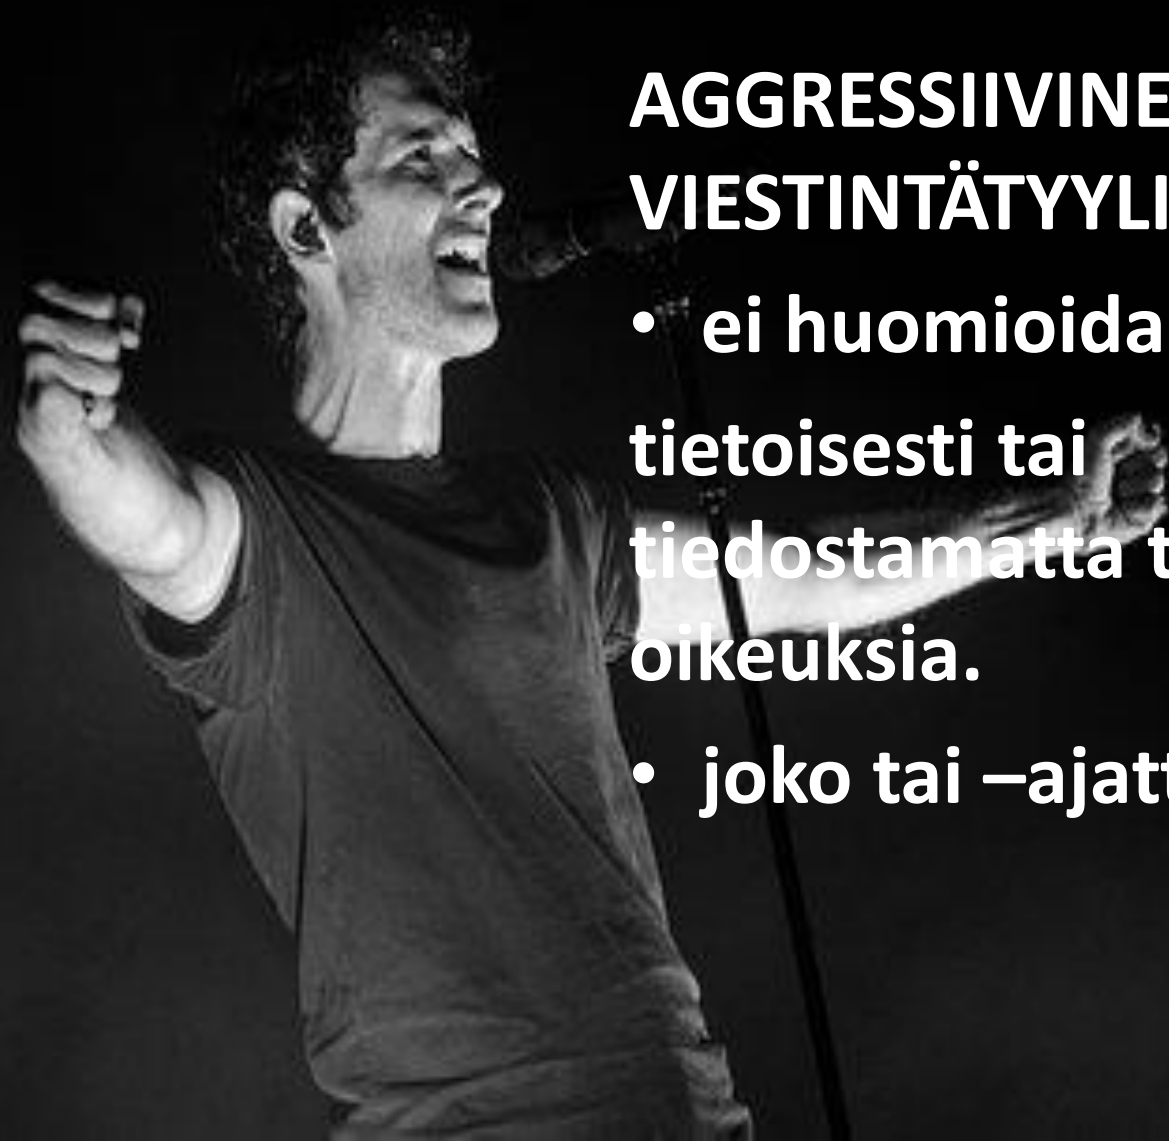 AGGRESSIIVINE
VIESTINTÄTYYLI
• ei huomioida
tietoisesti tai
tiedostamatta t
oikeuksia.
• joko tai –ajatt